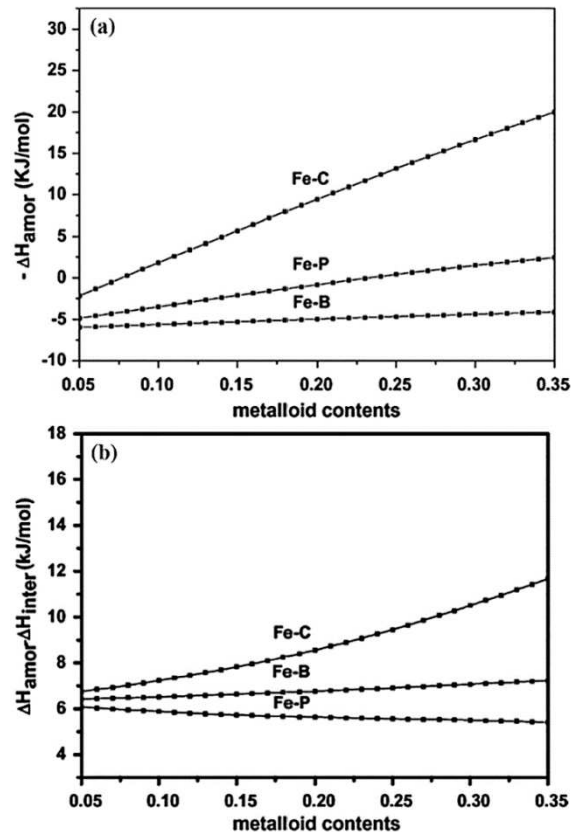 (a)
30
25
20
15
10
5
0
-5
-10
- ΔHamor (KJ/mol)
Fe-C
Fe-P
Fe-B
0.05 0.10 0.15 0.20 0.25 0.30 0.35
metalloid contents
(b)
18
16
14
12
10
8
6
4
ΔHamor-ΔHinter (kJ/mol)
Fe-C
Fe-B
Fe-P
0.05 0.10 0.15 0.20 0.25 0.30 0.35
metalloid contents